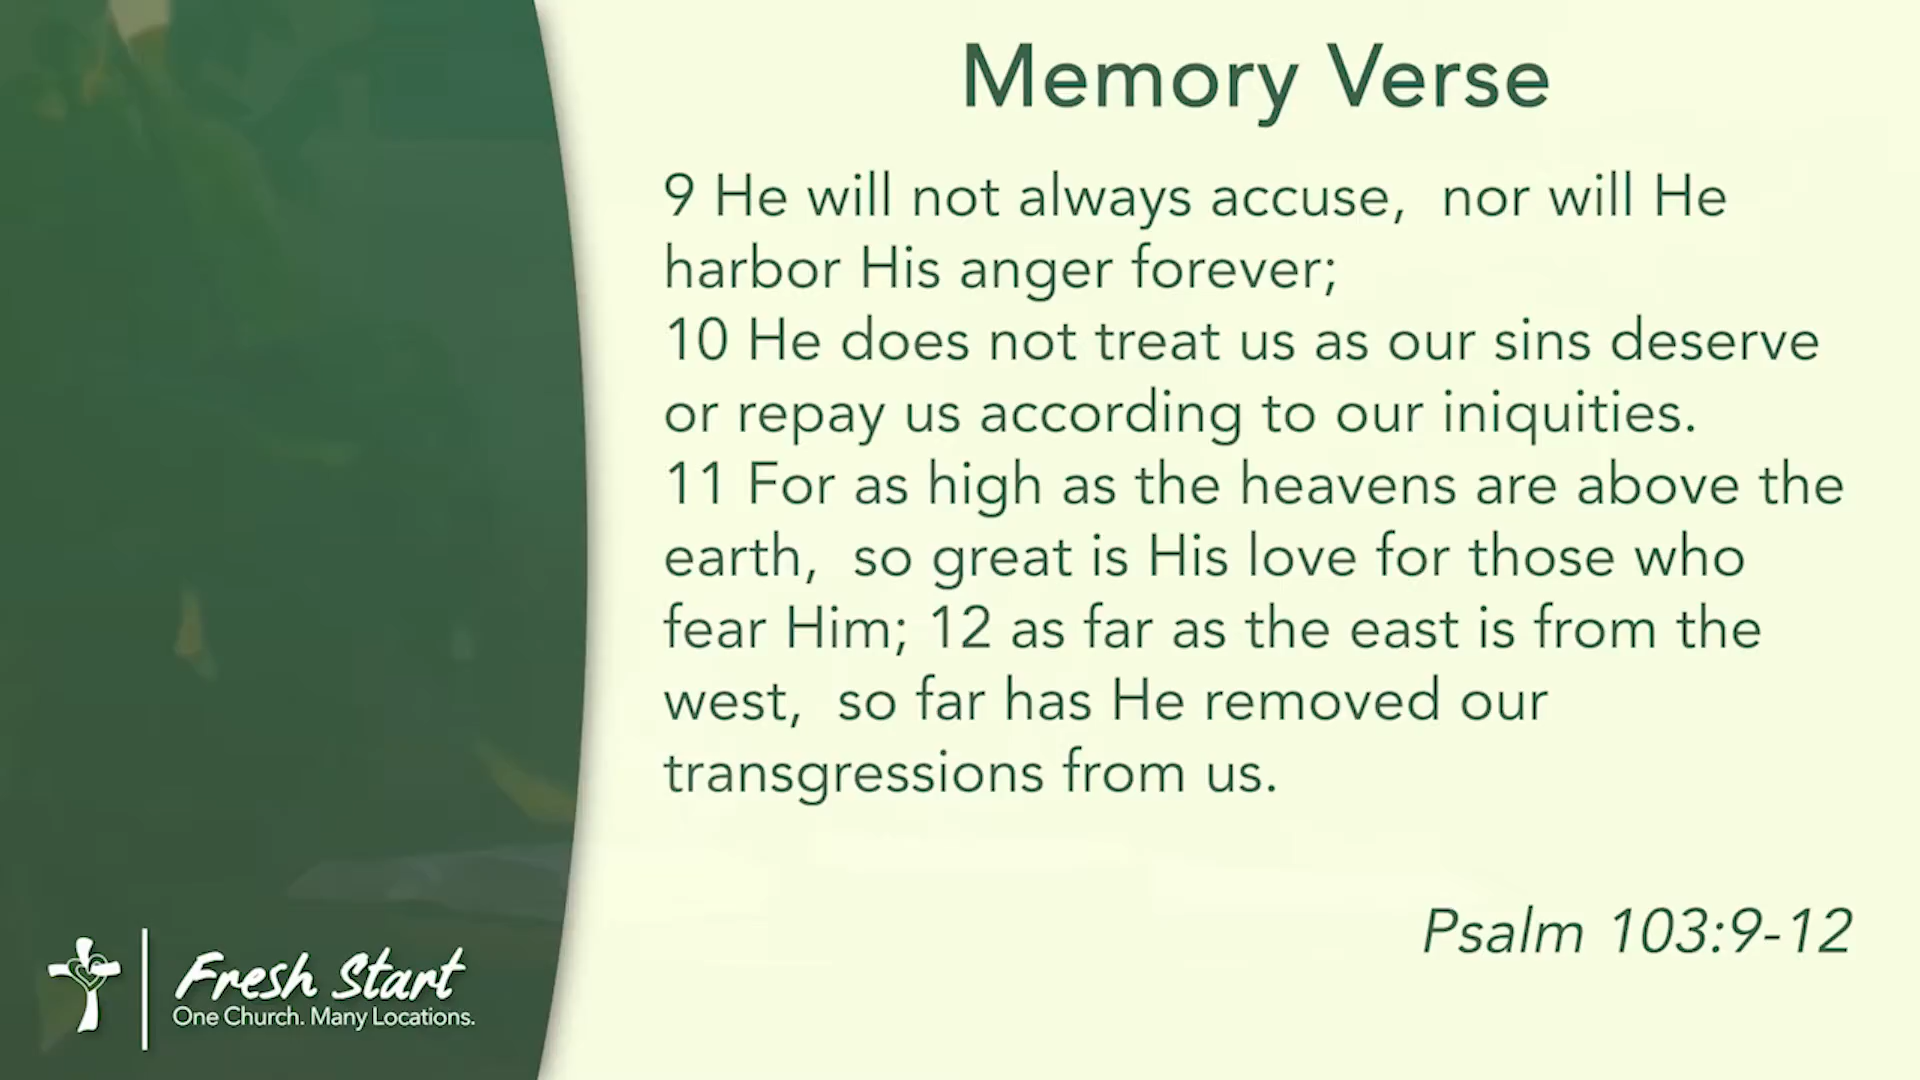 Memory Verse
9 He will not always accuse,  nor will He
harbor His anger forever;
10 He does not treat us as our sins deserve
or repay us according to our iniquities.
11 For as high as the heavens are above the
earth,  so great is His love for those who
fear Him; 12 as far as the east is from the
west,  so far has He removed our
transgressions from us.
Psalm 103:9-12
Fresh Start
One Church. Many Locations.